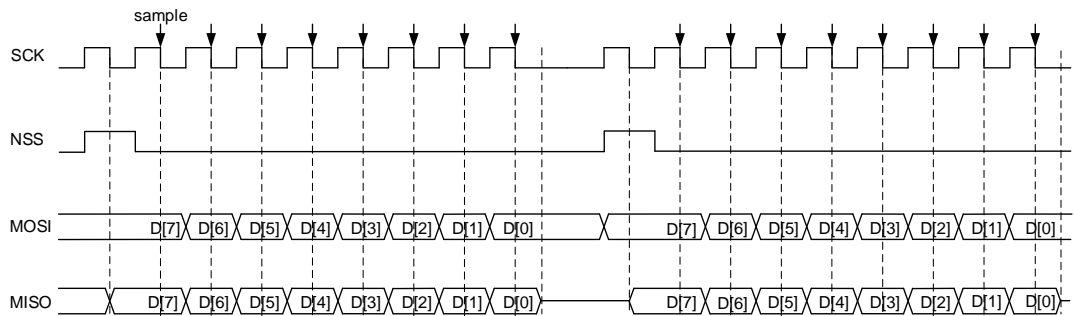 sample
SCK
NSS
MOSI D[7] D[6] D[5] D[4] D[3] D[2] D[1] D[0] D[7] D[6] D[5] D[4] D[3] D[2] D[1] D[0]
MISO D[7] D[6] D[5] D[4] D[3] D[2] D[1] D[0] D[7] D[6] D[5] D[4] D[3] D[2] D[1] D[0]